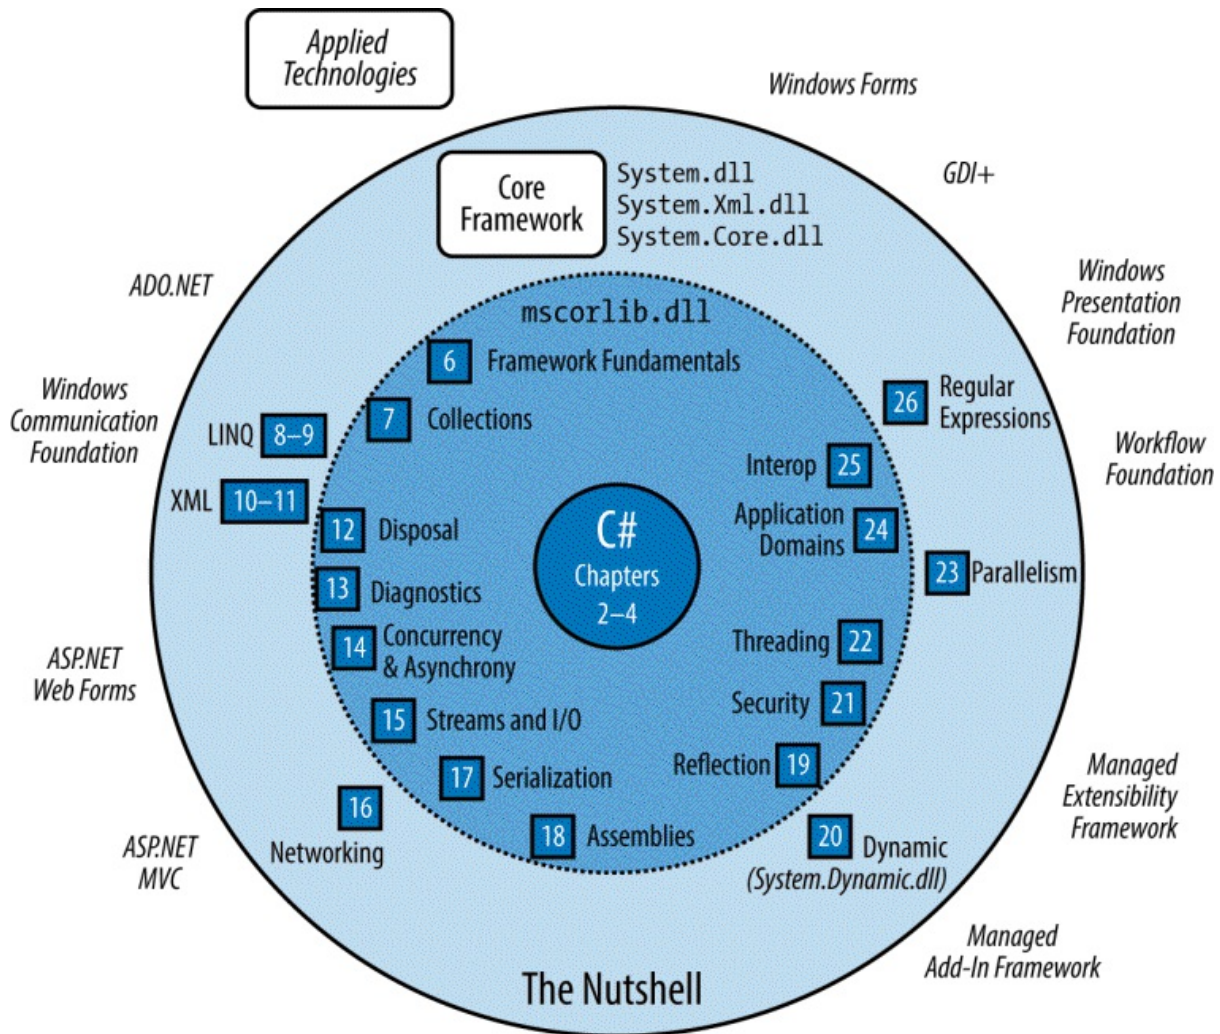 Applied
Technologies
Windows Forms
Core
Framework
System.dll
System.Xml.dll
System.Core.dll
GDI+
ADO.NET
Windows
Presentation
Foundation
mscorlib.dll
6 Framework Fundamentals
7 Collections
Windows
Communication
Foundation
LINQ 8–9
26 Regular
Expressions
Workflow
Foundation
Interop 25
XML 10–11
12 Disposal
C#
Chapters
2–4
Application
Domains 24
23 Parallelism
13 Diagnostics
14 Concurrency
& Asynchrony
Threading 22
ASP.NET
Web Forms
15 Streams and I/O
Security 21
17 Serialization
Reflection 19
Managed
Extensibility
Framework
16
Networking
18 Assemblies
20 Dynamic
(System.Dynamic.dll)
ASP.NET
MVC
Managed
Add-In Framework
The Nutshell